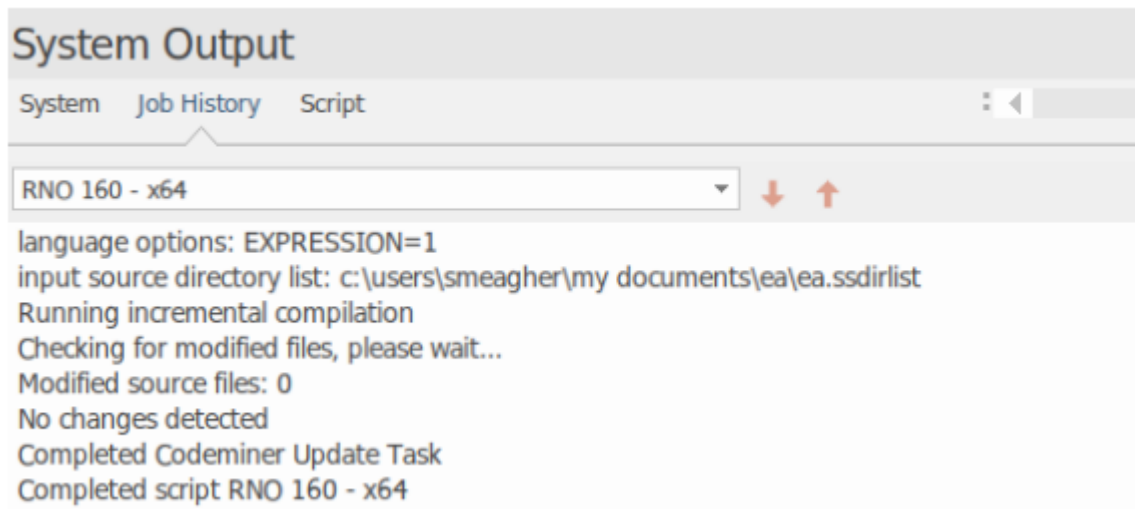 System Output
System Job History Script
RNO 160 - x64
language options: EXPRESSION=1
input source directory list: c:\users\smeagher\my documents\ea\ea.ssdirlist
Running incremental compilation
Checking for modified files, please wait...
Modified source files: 0
No changes detected
Completed Codeminer Update Task
Completed script RNO 160 - x64